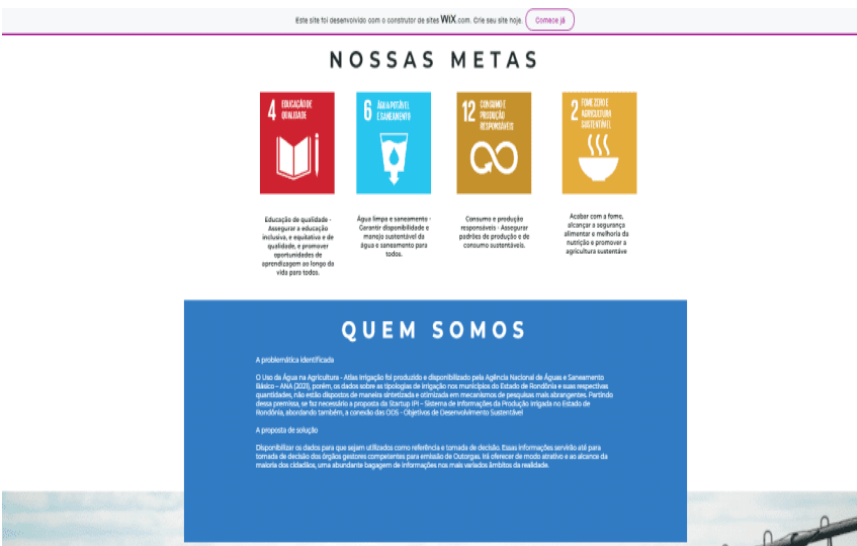 Este site foi desenvolvido com o construtor de sites WiX.com. Crie seu site hoje. Comece já
NOSSAS METAS
4 EDUCAÇÃO DE
QUALIDADE
6 ÁGUA POTÁVEL
E SANEAMENTO
12 CONSUMO E
PRODUÇÃO
RESPONSÁVEIS
2 FOME ZERO E
AGRICULTURA
SUSTENTÁVEL
Educação de qualidade -
Assegurar a educação
inclusiva, e equitativa e de
qualidade, e promover
oportunidades de
aprendizagem ao longo da
vida para todos.
Água limpa e saneamento -
Garantir disponibilidade e
manejo sustentável da
água e saneamento para
todos.
Consumo e produção
responsáveis - Assegurar
padrões de produção e de
consumo sustentáveis.
Acabar com a fome,
alcançar a segurança
alimentar e melhoria da
nutrição e promover a
agricultura sustentáve
QUEM SOMOS
A problemática identificada
O Uso da Água na Agricultura - Atlas Irrigação foi produzido e disponibilizado pela Agência Nacional de Águas e Saneamento
Básico – ANA (2021), porém, os dados sobre as tipologias de irrigação nos municípios do Estado de Rondônia e suas respectivas
quantidades, não estão dispostos de maneira sintetizada e otimizada em mecanismos de pesquisas mais abrangentes. Partindo
dessa premissa, se faz necessário a proposta da Startup IPI – Sistema de Informações da Produção Irrigada no Estado de
Rondônia, abordando também, a conexão das ODS - Objetivos de Desenvolvimento Sustentável
A proposta de solução
Disponibilizar os dados para que sejam utilizados como referência e tomada de decisão. Essas informações servirão até para
tomada de decisão dos órgãos gestores competentes para emissão de Outorgas. Irá oferecer de modo atrativo e ao alcance da
maioria dos cidadãos, uma abundante bagagem de informações nos mais variados âmbitos da realidade.